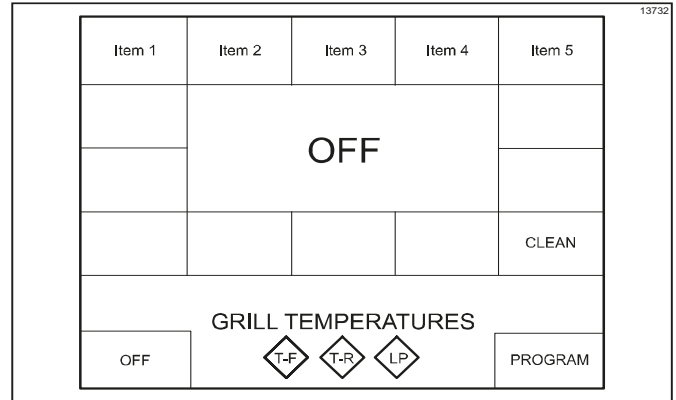 13732
Item 1 Item 2 Item 3 Item 4 Item 5
OFF
CLEAN
GRILL TEMPERATURES
OFF T-F T-R LP PROGRAM